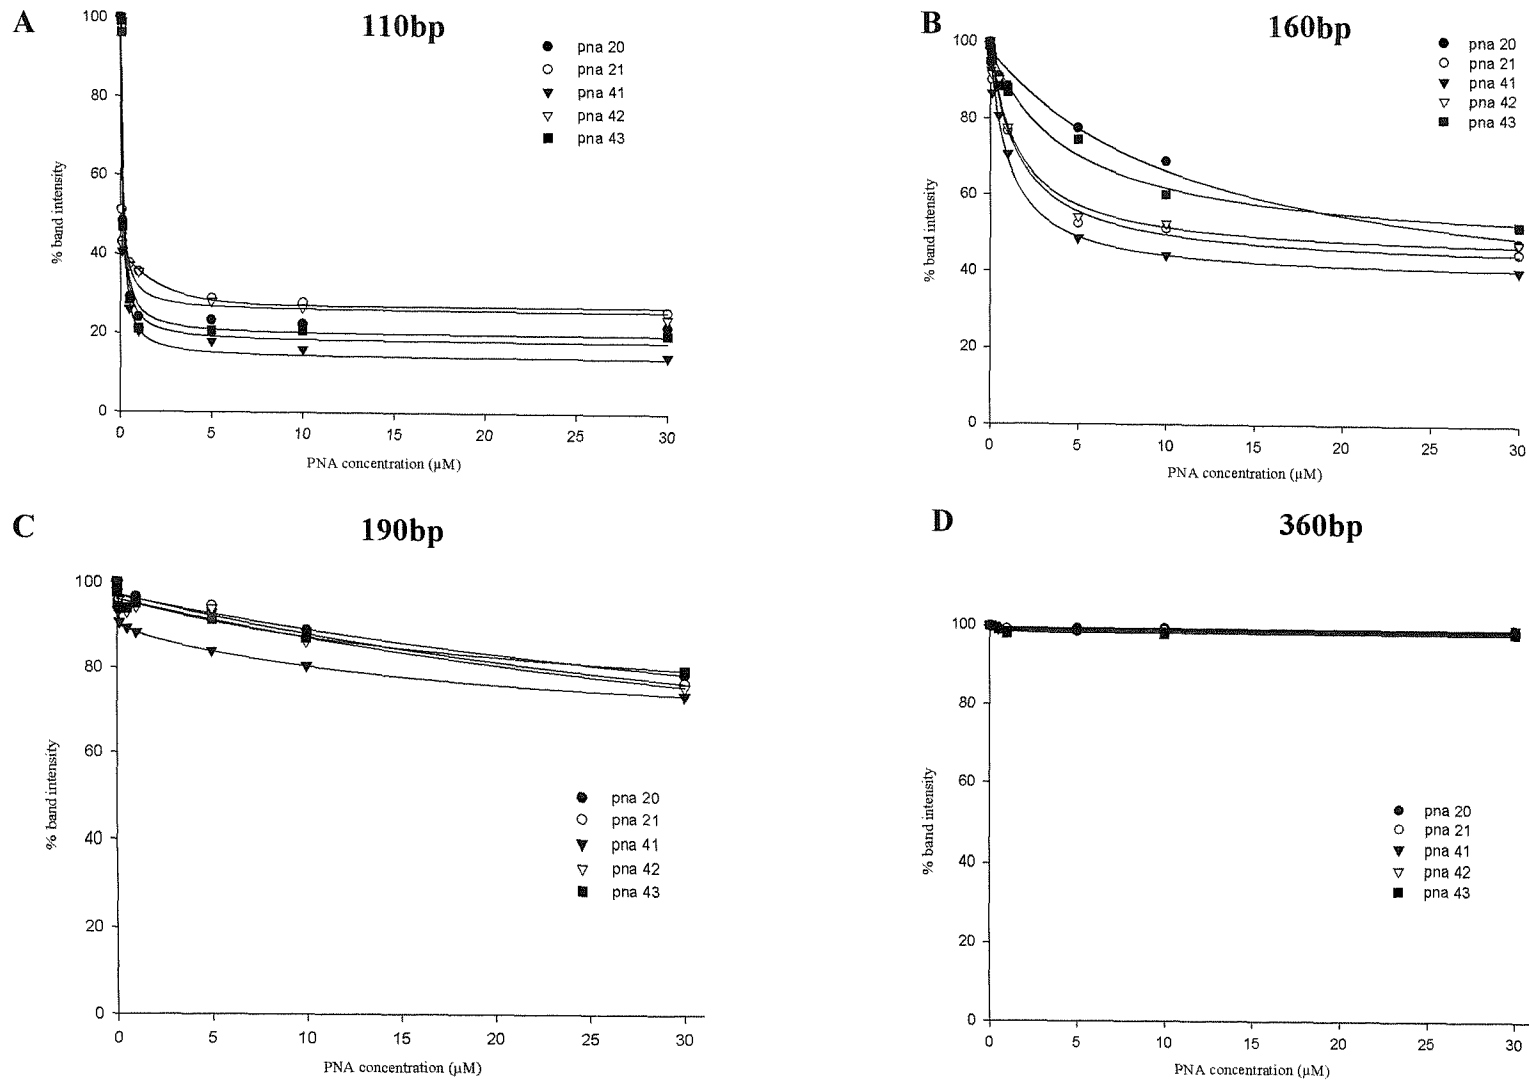 A
110bp
pna 20
pna 21
pna 41
pna 42
pna 43
% band intensity
100
80
60
40
20
0
0 5 10 15 20 25 30
PNA concentration (µM)
B
160bp
pna 20
pna 21
pna 41
pna 42
pna 43
% band intensity
100
80
60
40
20
0
0 5 10 15 20 25 30
PNA concentration (µM)
C
190bp
% band intensity
100
80
60
40
20
0
pna 20
pna 21
pna 41
pna 42
pna 43
0 5 10 15 20 25 30
PNA concentration (µM)
D
360bp
% band intensity
100
80
60
40
20
0
pna 20
pna 21
pna 41
pna 42
pna 43
0 5 10 15 20 25 30
PNA concentration (µM)